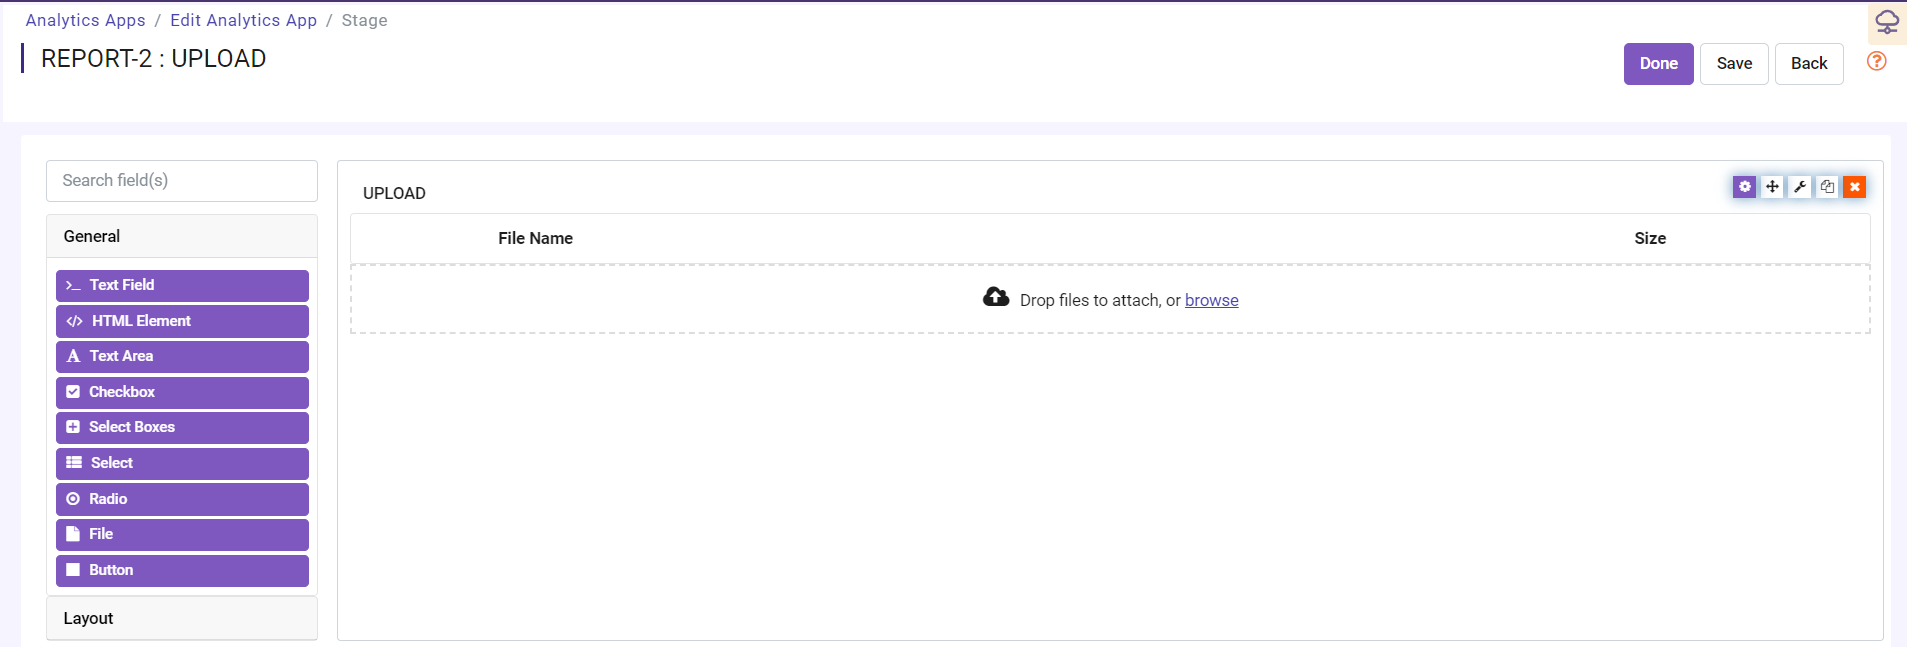 Analytics Apps / Edit Analytics App / Stage
REPORT-2 : UPLOAD
Done
Save
Back
Search field(s)
General
Text Field
HTML Element
Text Area
Checkbox
Select Boxes
Select
Radio
File
Button
Layout
UPLOAD
File Name Size
Drop files to attach, or browse